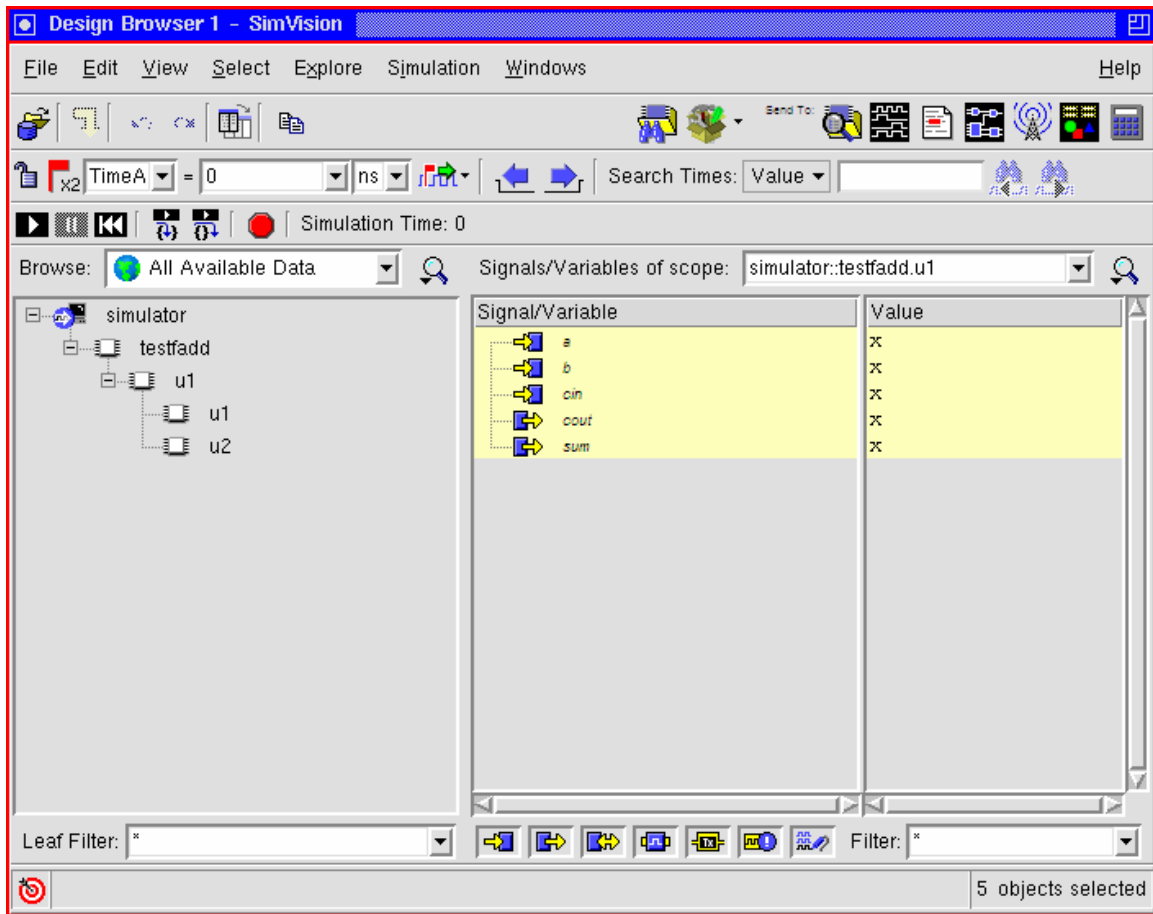 Design Browser 1 - SimVision
File Edit View Select Explore Simulation Windows Help
Send To:
x2 TimeA = 0 ns Search Times: Value
Simulation Time: 0
Browse: All Available Data Signals/Variables of scope: simulator::testfadd.u1
simulator
testfadd
u1
u1
u2
Signal/Variable Value
a x
b x
cin x
cout x
sum x
Leaf Filter: * TX Filter: *
5 objects selected